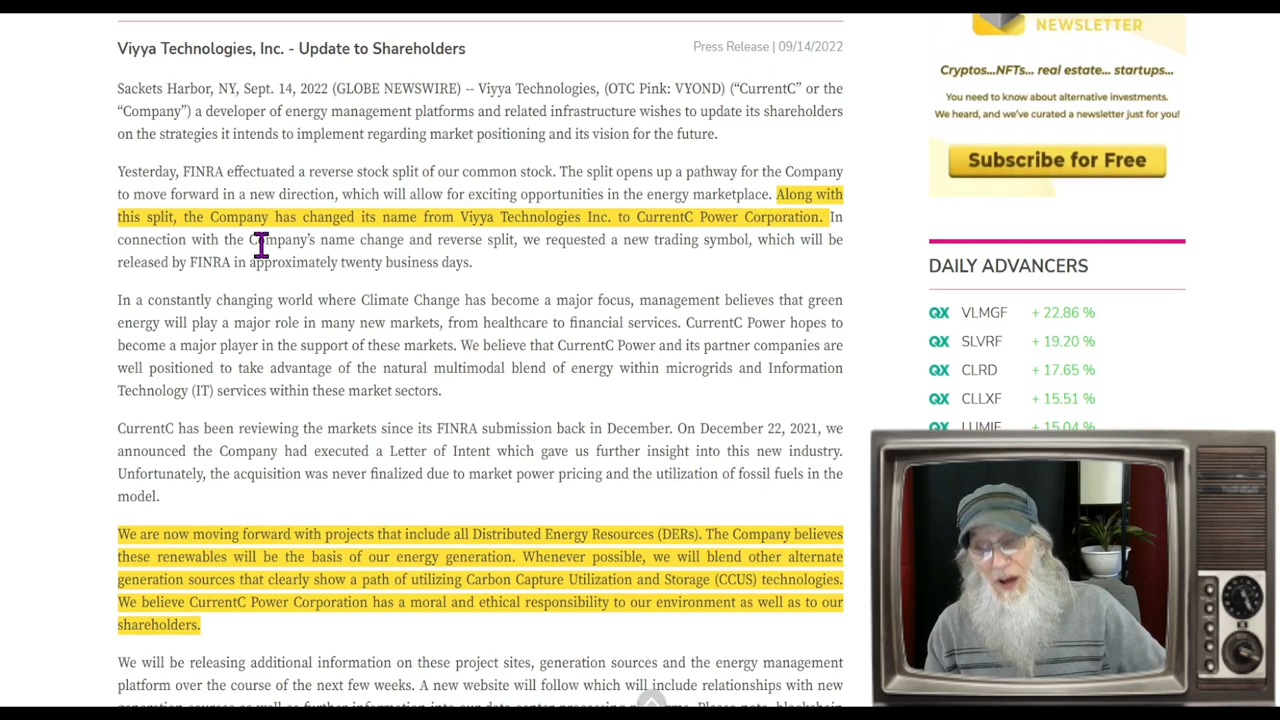 Viyya Technologies, Inc. - Update to Shareholders
Press Release | 09/14/2022
Sackets Harbor, NY, Sept. 14, 2022 (GLOBE NEWSWIRE) -- Viyya Technologies, (OTC Pink: VYOND) (“CurrentC” or the
“Company”) a developer of energy management platforms and related infrastructure wishes to update its shareholders
on the strategies it intends to implement regarding market positioning and its vision for the future.
Yesterday, FINRA effectuated a reverse stock split of our common stock. The split opens up a pathway for the Company
to move forward in a new direction, which will allow for exciting opportunities in the energy marketplace. Along with
this split, the Company has changed its name from Viyya Technologies Inc. to CurrentC Power Corporation. In
connection with the Company’s name change and reverse split, we requested a new trading symbol, which will be
released by FINRA in approximately twenty business days.
In a constantly changing world where Climate Change has become a major focus, management believes that green
energy will play a major role in many new markets, from healthcare to financial services. CurrentC Power hopes to
become a major player in the support of these markets. We believe that CurrentC Power and its partner companies are
well positioned to take advantage of the natural multimodal blend of energy within microgrids and Information
Technology (IT) services within these market sectors.
CurrentC has been reviewing the markets since its FINRA submission back in December. On December 22, 2021, we
announced the Company had executed a Letter of Intent which gave us further insight into this new industry.
Unfortunately, the acquisition was never finalized due to market power pricing and the utilization of fossil fuels in the
model.
We are now moving forward with projects that include all Distributed Energy Resources (DERs). The Company believes
these renewables will be the basis of our energy generation. Whenever possible, we will blend other alternate
generation sources that clearly show a path of utilizing Carbon Capture Utilization and Storage (CCUS) technologies.
We believe CurrentC Power Corporation has a moral and ethical responsibility to our environment as well as to our
shareholders.
We will be releasing additional information on these project sites, generation sources and the energy management
platform over the course of the next few weeks. A new website will follow which will include relationships with new
NEWSLETTER
Cryptos...NFTs... real estate... startups...
You need to know about alternative investments.
We heard, and we’ve curated a newsletter just for you!
Subscribe for Free
DAILY ADVANCERS
QX VLMGF + 22.86 %
QX SLVRF + 19.20 %
QX CLRD + 17.65 %
QX CLLXF + 15.51 %
QX LUMIF + 15.04 %